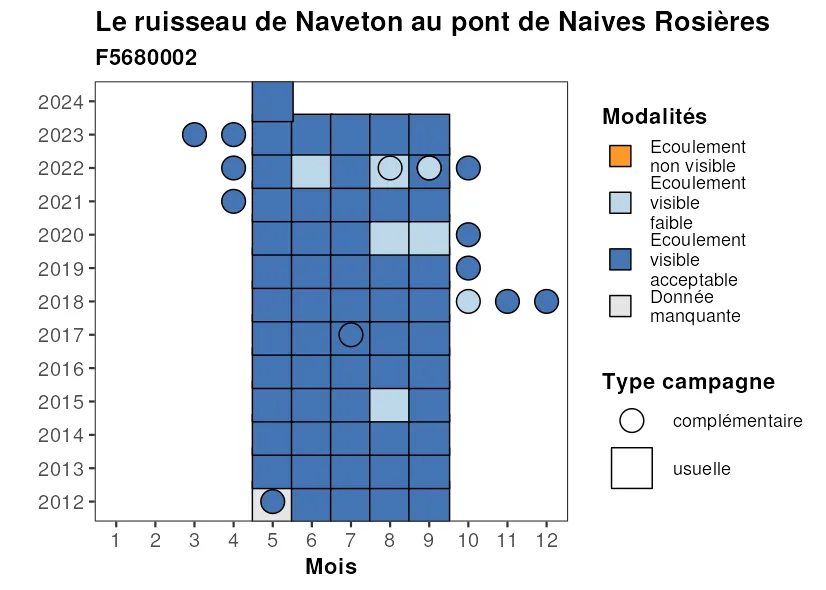 Le ruisseau de Naveton au pont de Naives Rosières
F5680002
2024
2023
2022
2021
2020
2019
2018
2017
2016
2015
2014
2013
2012
1 2 3 4 5 6 7 8 9 10 11 12
Mois
Modalités
Ecoulement
non visible
Ecoulement
visible
faible
Ecoulement
visible
acceptable
Donnée
manquante
Type campagne
complémentaire
usuelle